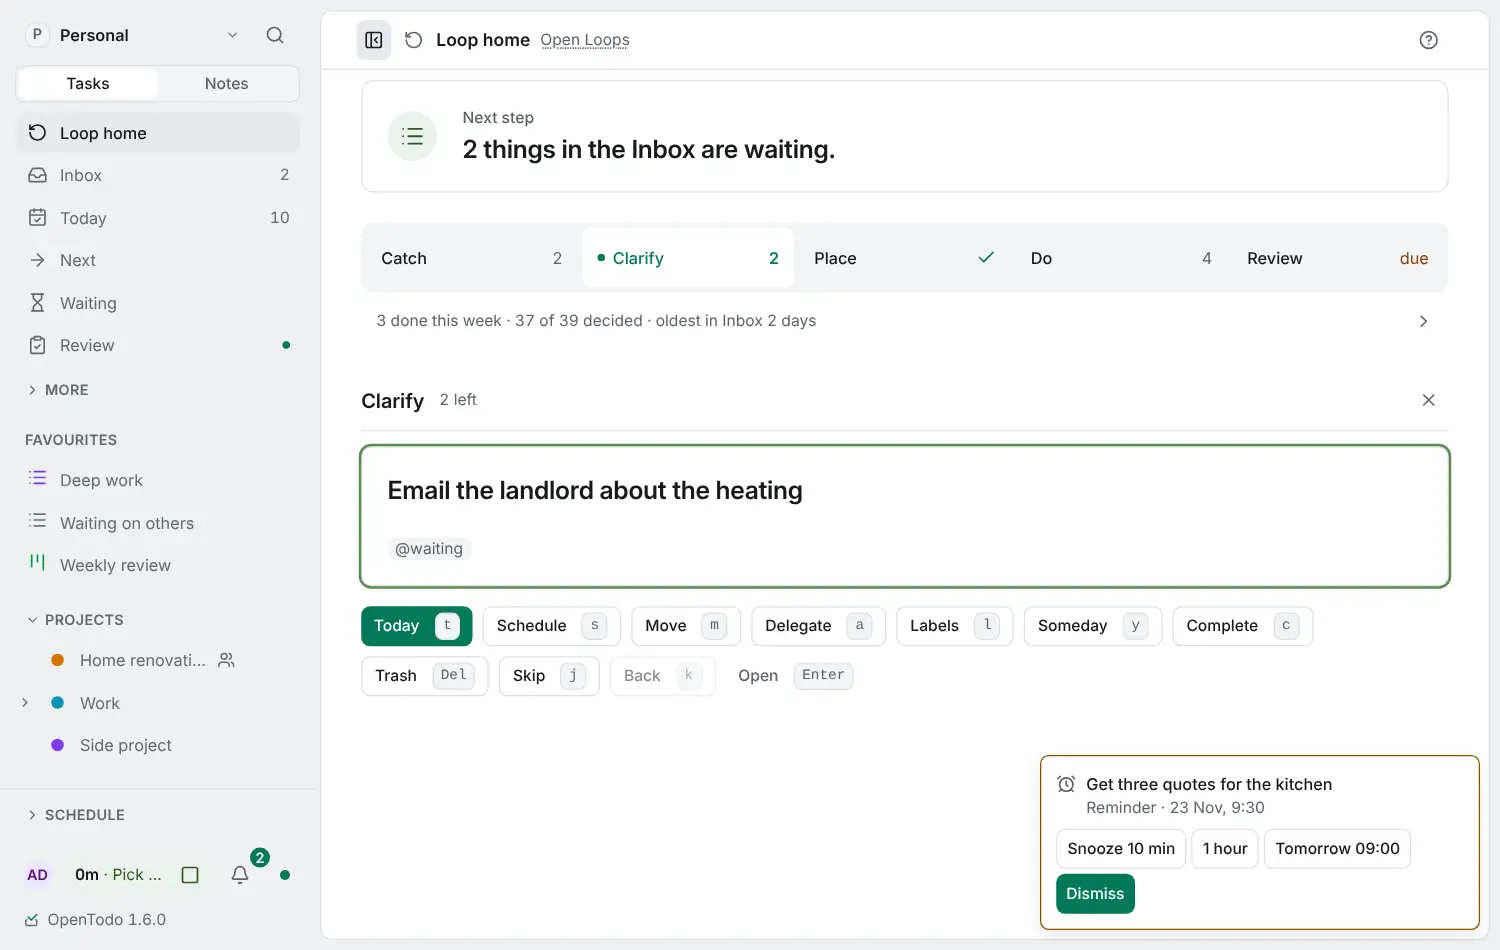 P Personal
Tasks Notes
Loop home
Inbox 2
Today 10
Next
Waiting
Review
MORE
FAVOURITES
Deep work
Waiting on others
Weekly review
PROJECTS
Home renovati...
Work
Side project
SCHEDULE
AD 0m · Pick ... 2
OpenTodo 1.6.0
Loop home Open Loops
Next step
2 things in the Inbox are waiting.
Catch 2 Clarify 2 Place Do 4 Review due
3 done this week · 37 of 39 decided · oldest in Inbox 2 days
Clarify 2 left
Email the landlord about the heating
@waiting
Today t Schedule s Move m Delegate a Labels l Someday y Complete c
Trash Del Skip j Back k Open Enter
Get three quotes for the kitchen
Reminder · 23 Nov, 9:30
Snooze 10 min 1 hour Tomorrow 09:00
Dismiss